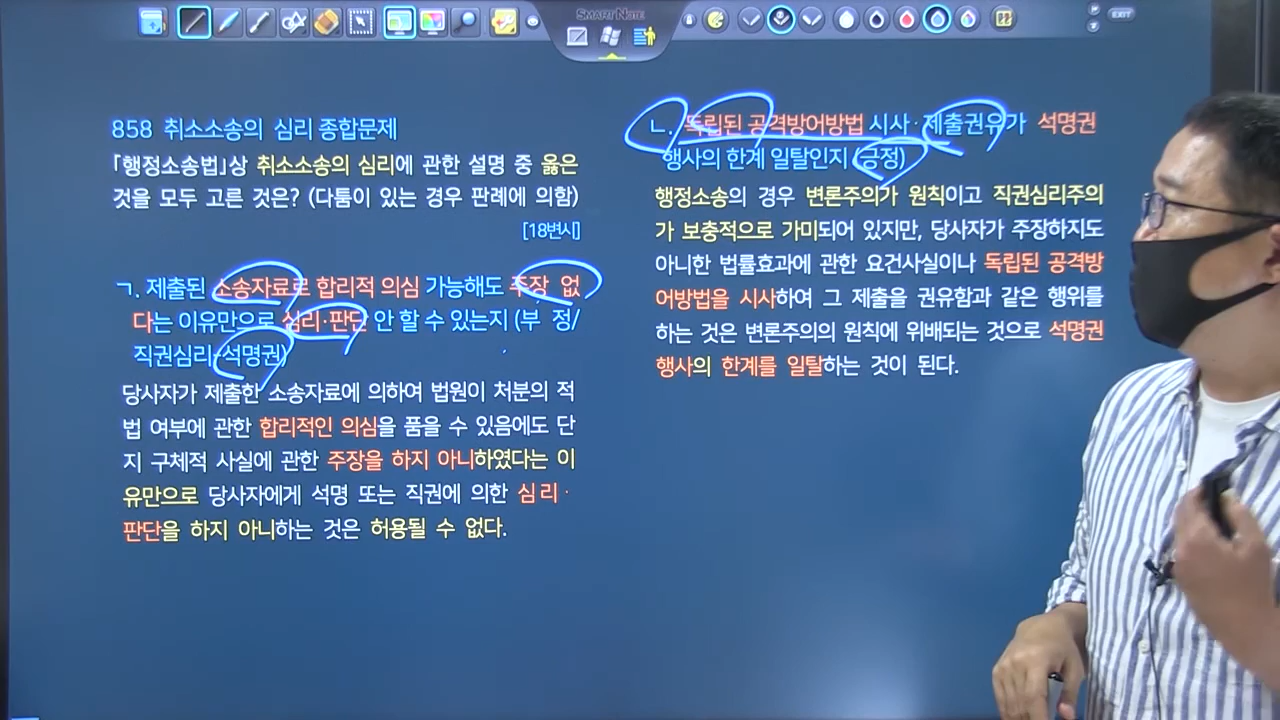 SMART NOTE
EXIT
858 취소소송의 심리 종합문제
「행정소송법」상 취소소송의 심리에 관한 설명 중 옳은
것을 모두 고른 것은? (다툼이 있는 경우 판례에 의함)
[18변시]
ㄱ. 제출된 소송자료로 합리적 의심 가능해도 주장 없
다는 이유만으로 심리·판단 안 할 수 있는지 (부 정/
직권심리·석명권)
당사자가 제출한 소송자료에 의하여 법원이 처분의 적
법 여부에 관한 합리적인 의심을 품을 수 있음에도 단
지 구체적 사실에 관한 주장을 하지 아니하였다는 이
유만으로 당사자에게 석명 또는 직권에 의한 심리·
판단을 하지 아니하는 것은 허용될 수 없다.
ㄴ. 독립된 공격방어방법 시사·제출권유가 석명권
행사의 한계 일탈인지 (긍정)
행정소송의 경우 변론주의가 원칙이고 직권심리주의
가 보충적으로 가미되어 있지만, 당사자가 주장하지도
아니한 법률효과에 관한 요건사실이나 독립된 공격방
어방법을 시사하여 그 제출을 권유함과 같은 행위를
하는 것은 변론주의의 원칙에 위배되는 것으로 석명권
행사의 한계를 일탈하는 것이 된다.